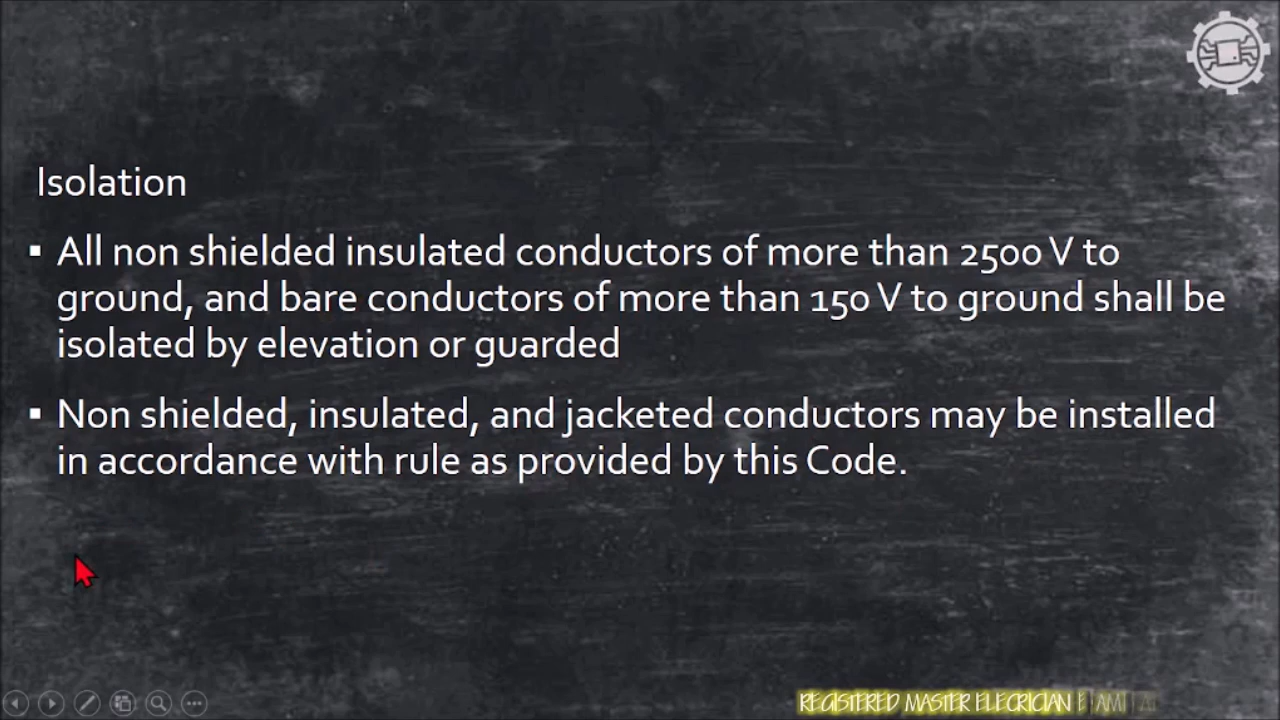 Isolation
▪ All non shielded insulated conductors of more than 2500 V to
ground, and bare conductors of more than 150 V to ground shall be
isolated by elevation or guarded
▪ Non shielded, insulated, and jacketed conductors may be installed
in accordance with rule as provided by this Code.
REGISTERED MASTER ELECRICIAN